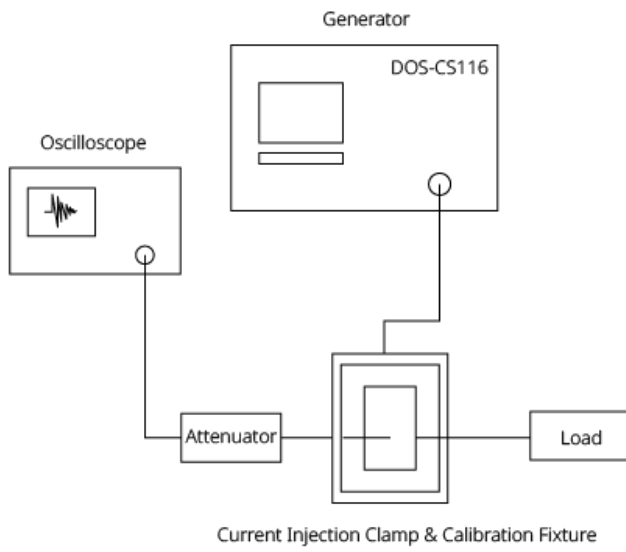 Generator
DOS-CS116
Oscilloscope
Attenuator
Load
Current Injection Clamp & Calibration Fixture